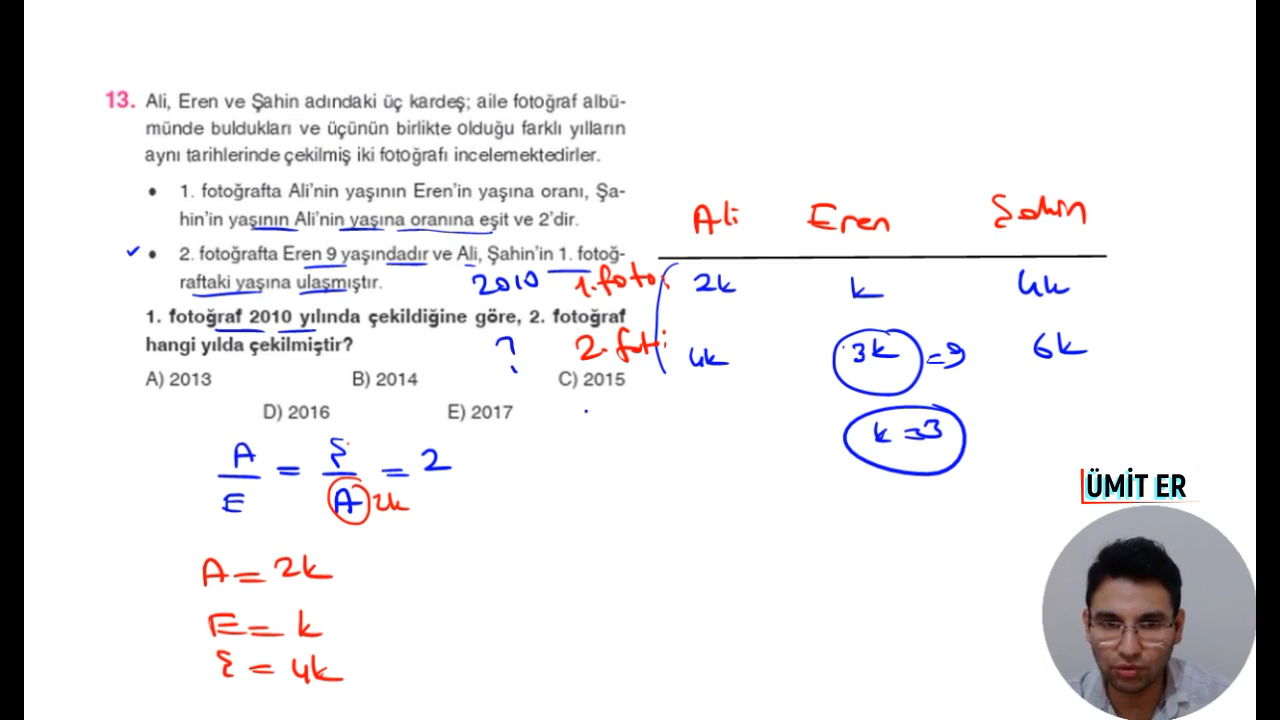 13. Ali, Eren ve Şahin adındaki üç kardeş; aile fotoğraf albü-
münde buldukları ve üçünün birlikte olduğu farklı yılların
aynı tarihlerinde çekilmiş iki fotoğrafı incelemektedirler.
• 1. fotoğrafta Ali'nin yaşının Eren'in yaşına oranı, Şa-
hin'in yaşının Ali'nin yaşına oranına eşit ve 2'dir.
• 2. fotoğrafta Eren 9 yaşındadır ve Ali, Şahin'in 1. fotoğ-
raftaki yaşına ulaşmıştır.
1. fotoğraf 2010 yılında çekildiğine göre, 2. fotoğraf
hangi yılda çekilmiştir?
A) 2013 B) 2014 C) 2015
D) 2016 E) 2017
Ali Eren Şahin
2010 1. foto: 2k k 4k
? 2. fot: 4k 3k = 9 6k
k = 3
A/E = Ş/A = 2
2k
A = 2k
E = k
Ş = 4k
ÜMİT ER